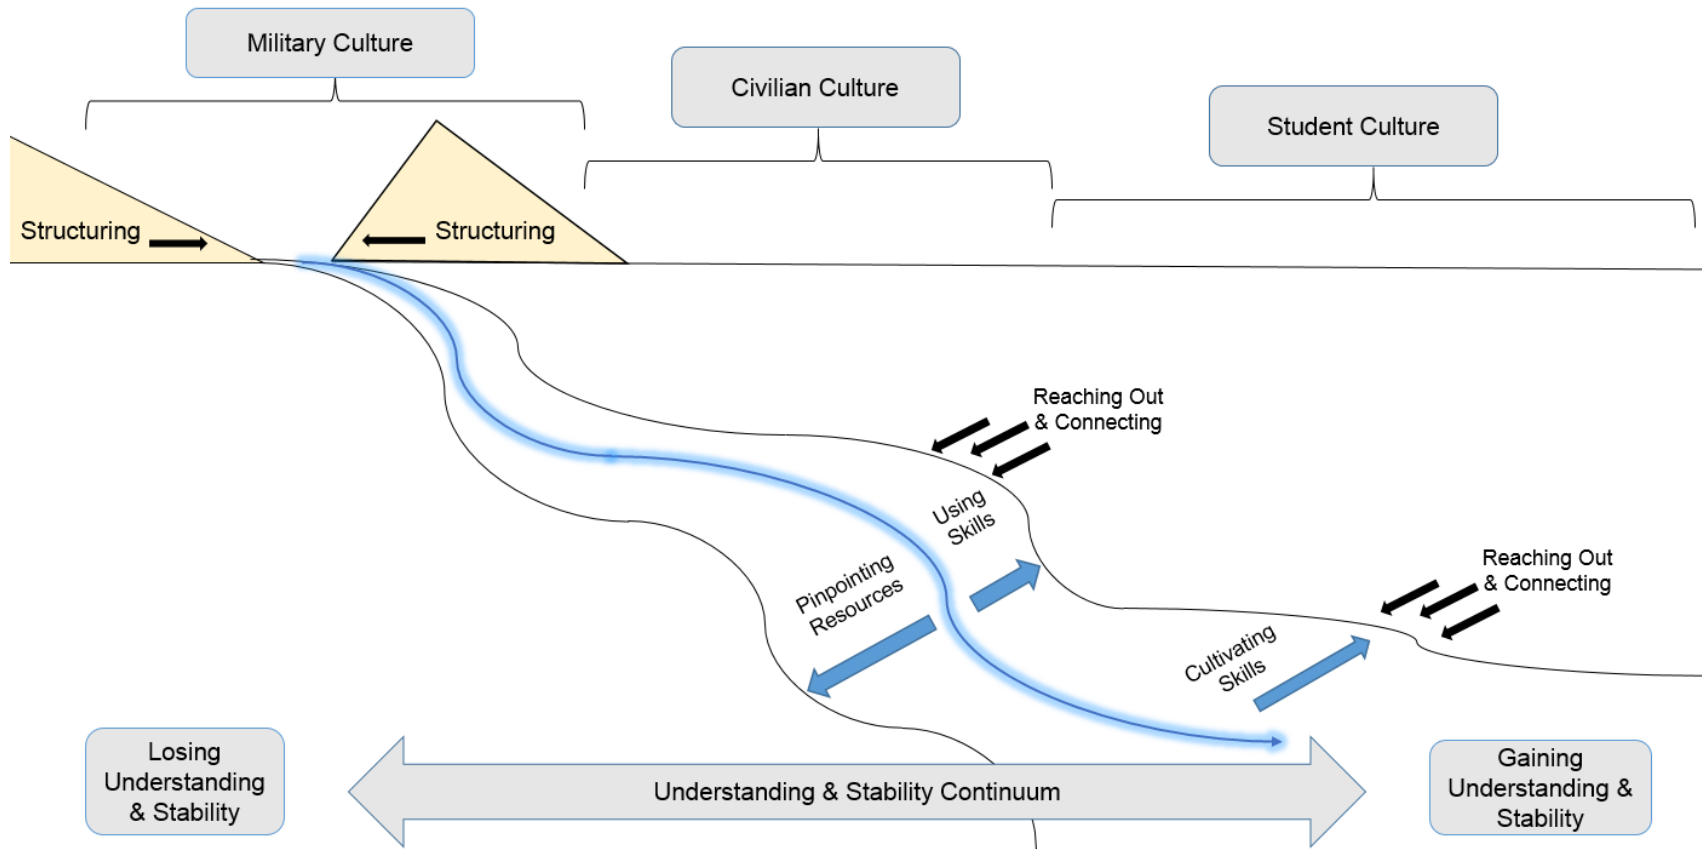 Military Culture
Civilian Culture
Student Culture
Structuring
Structuring
Reaching Out
& Connecting
Using
Skills
Pinpointing
Resources
Reaching Out
& Connecting
Cultivating
Skills
Losing
Understanding
& Stability
Understanding & Stability Continuum
Gaining
Understanding &
Stability